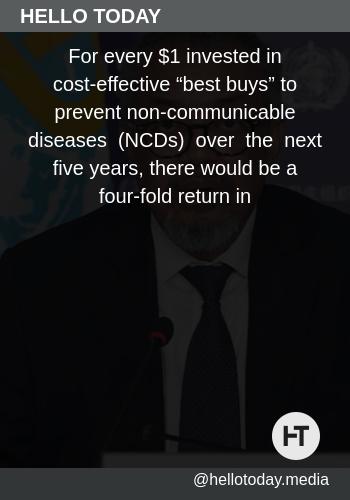 HELLO TODAY
For every $1 invested in
cost-effective “best buys” to
prevent non-communicable
diseases (NCDs) over the next
five years, there would be a
four-fold return in
HT
@hellotoday.media